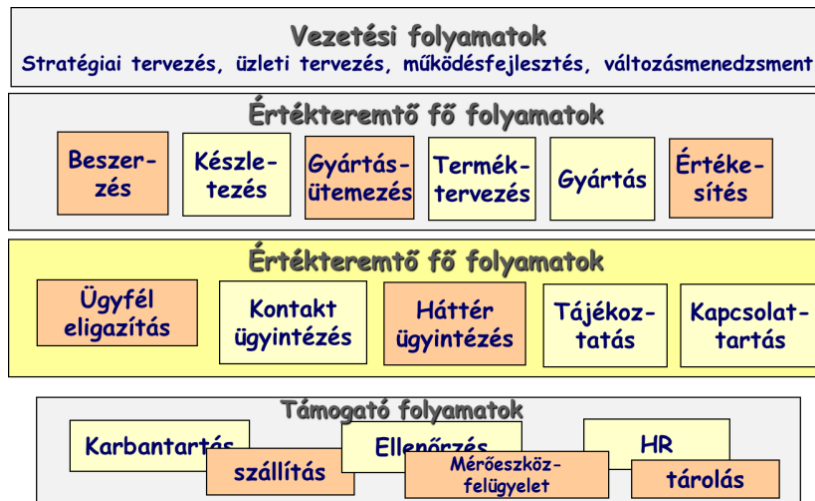 Vezetési folyamatok
Stratégiai tervezés, üzleti tervezés, működésfejlesztés, változásmenedzsment
Értékteremtő fő folyamatok
Beszer-
zés
Készle-
tezés
Gyártás-
ütemezés
Termék-
tervezés
Gyártás
Értéke-
sítés
Értékteremtő fő folyamatok
Ügyfél
eligazítás
Kontakt
ügyintézés
Háttér
ügyintézés
Tájékoz-
tatás
Kapcsolat-
tartás
Támogató folyamatok
Karbantartás
szállítás
Ellenőrzés
Mérőeszköz-
felügyelet
HR
tárolás